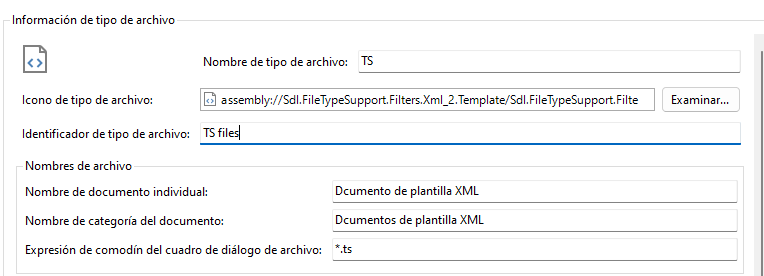 Información de tipo de archivo
Nombre de tipo de archivo: TS
Icono de tipo de archivo: assembly://Sdl.FileTypeSupport.Filters.Xml_2.Template/Sdl.FileTypeSupport.Filte Examinar...
Identificador de tipo de archivo: TS files
Nombres de archivo
Nombre de documento individual: Dcumento de plantilla XML
Nombre de categoría del documento: Dcumentos de plantilla XML
Expresión de comodín del cuadro de diálogo de archivo: *.ts